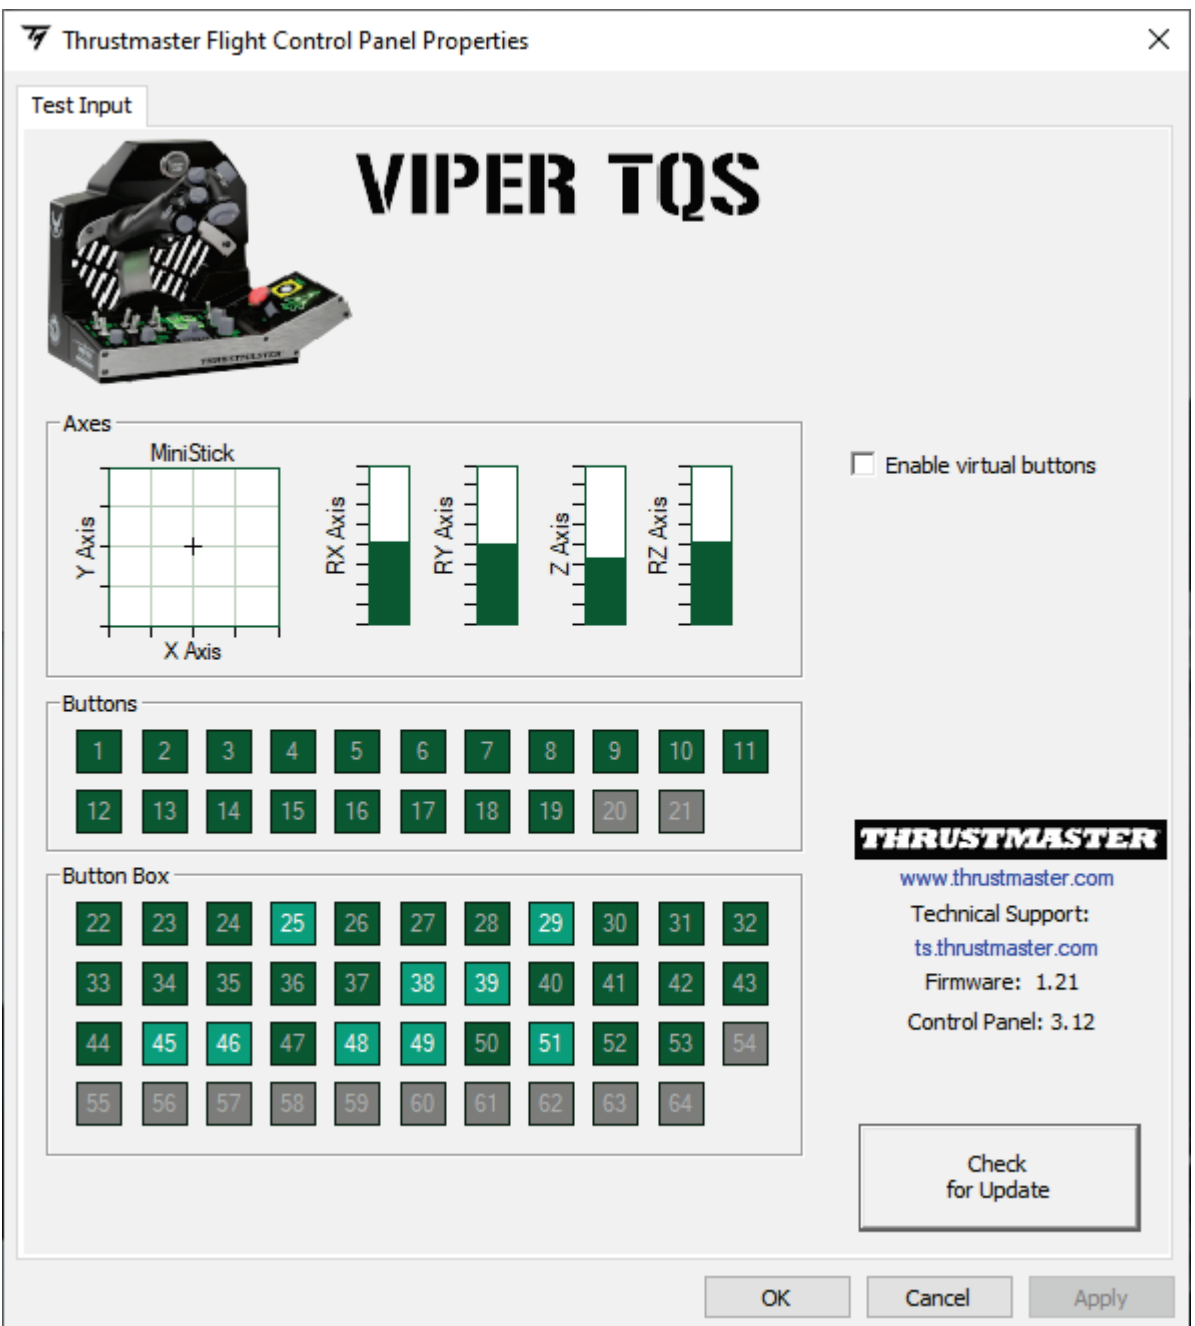 Thrustmaster Flight Control Panel Properties
Test Input
VIPER TQS
THRUSTMASTER
Axes
MiniStick
Y Axis
X Axis
RX Axis
RY Axis
Z Axis
RZ Axis
Enable virtual buttons
Buttons
1 2 3 4 5 6 7 8 9 10 11
12 13 14 15 16 17 18 19 20 21
Button Box
22 23 24 25 26 27 28 29 30 31 32
33 34 35 36 37 38 39 40 41 42 43
44 45 46 47 48 49 50 51 52 53 54
55 56 57 58 59 60 61 62 63 64
THRUSTMASTER
www.thrustmaster.com
Technical Support:
ts.thrustmaster.com
Firmware: 1.21
Control Panel: 3.12
Check
for Update
OK
Cancel
Apply